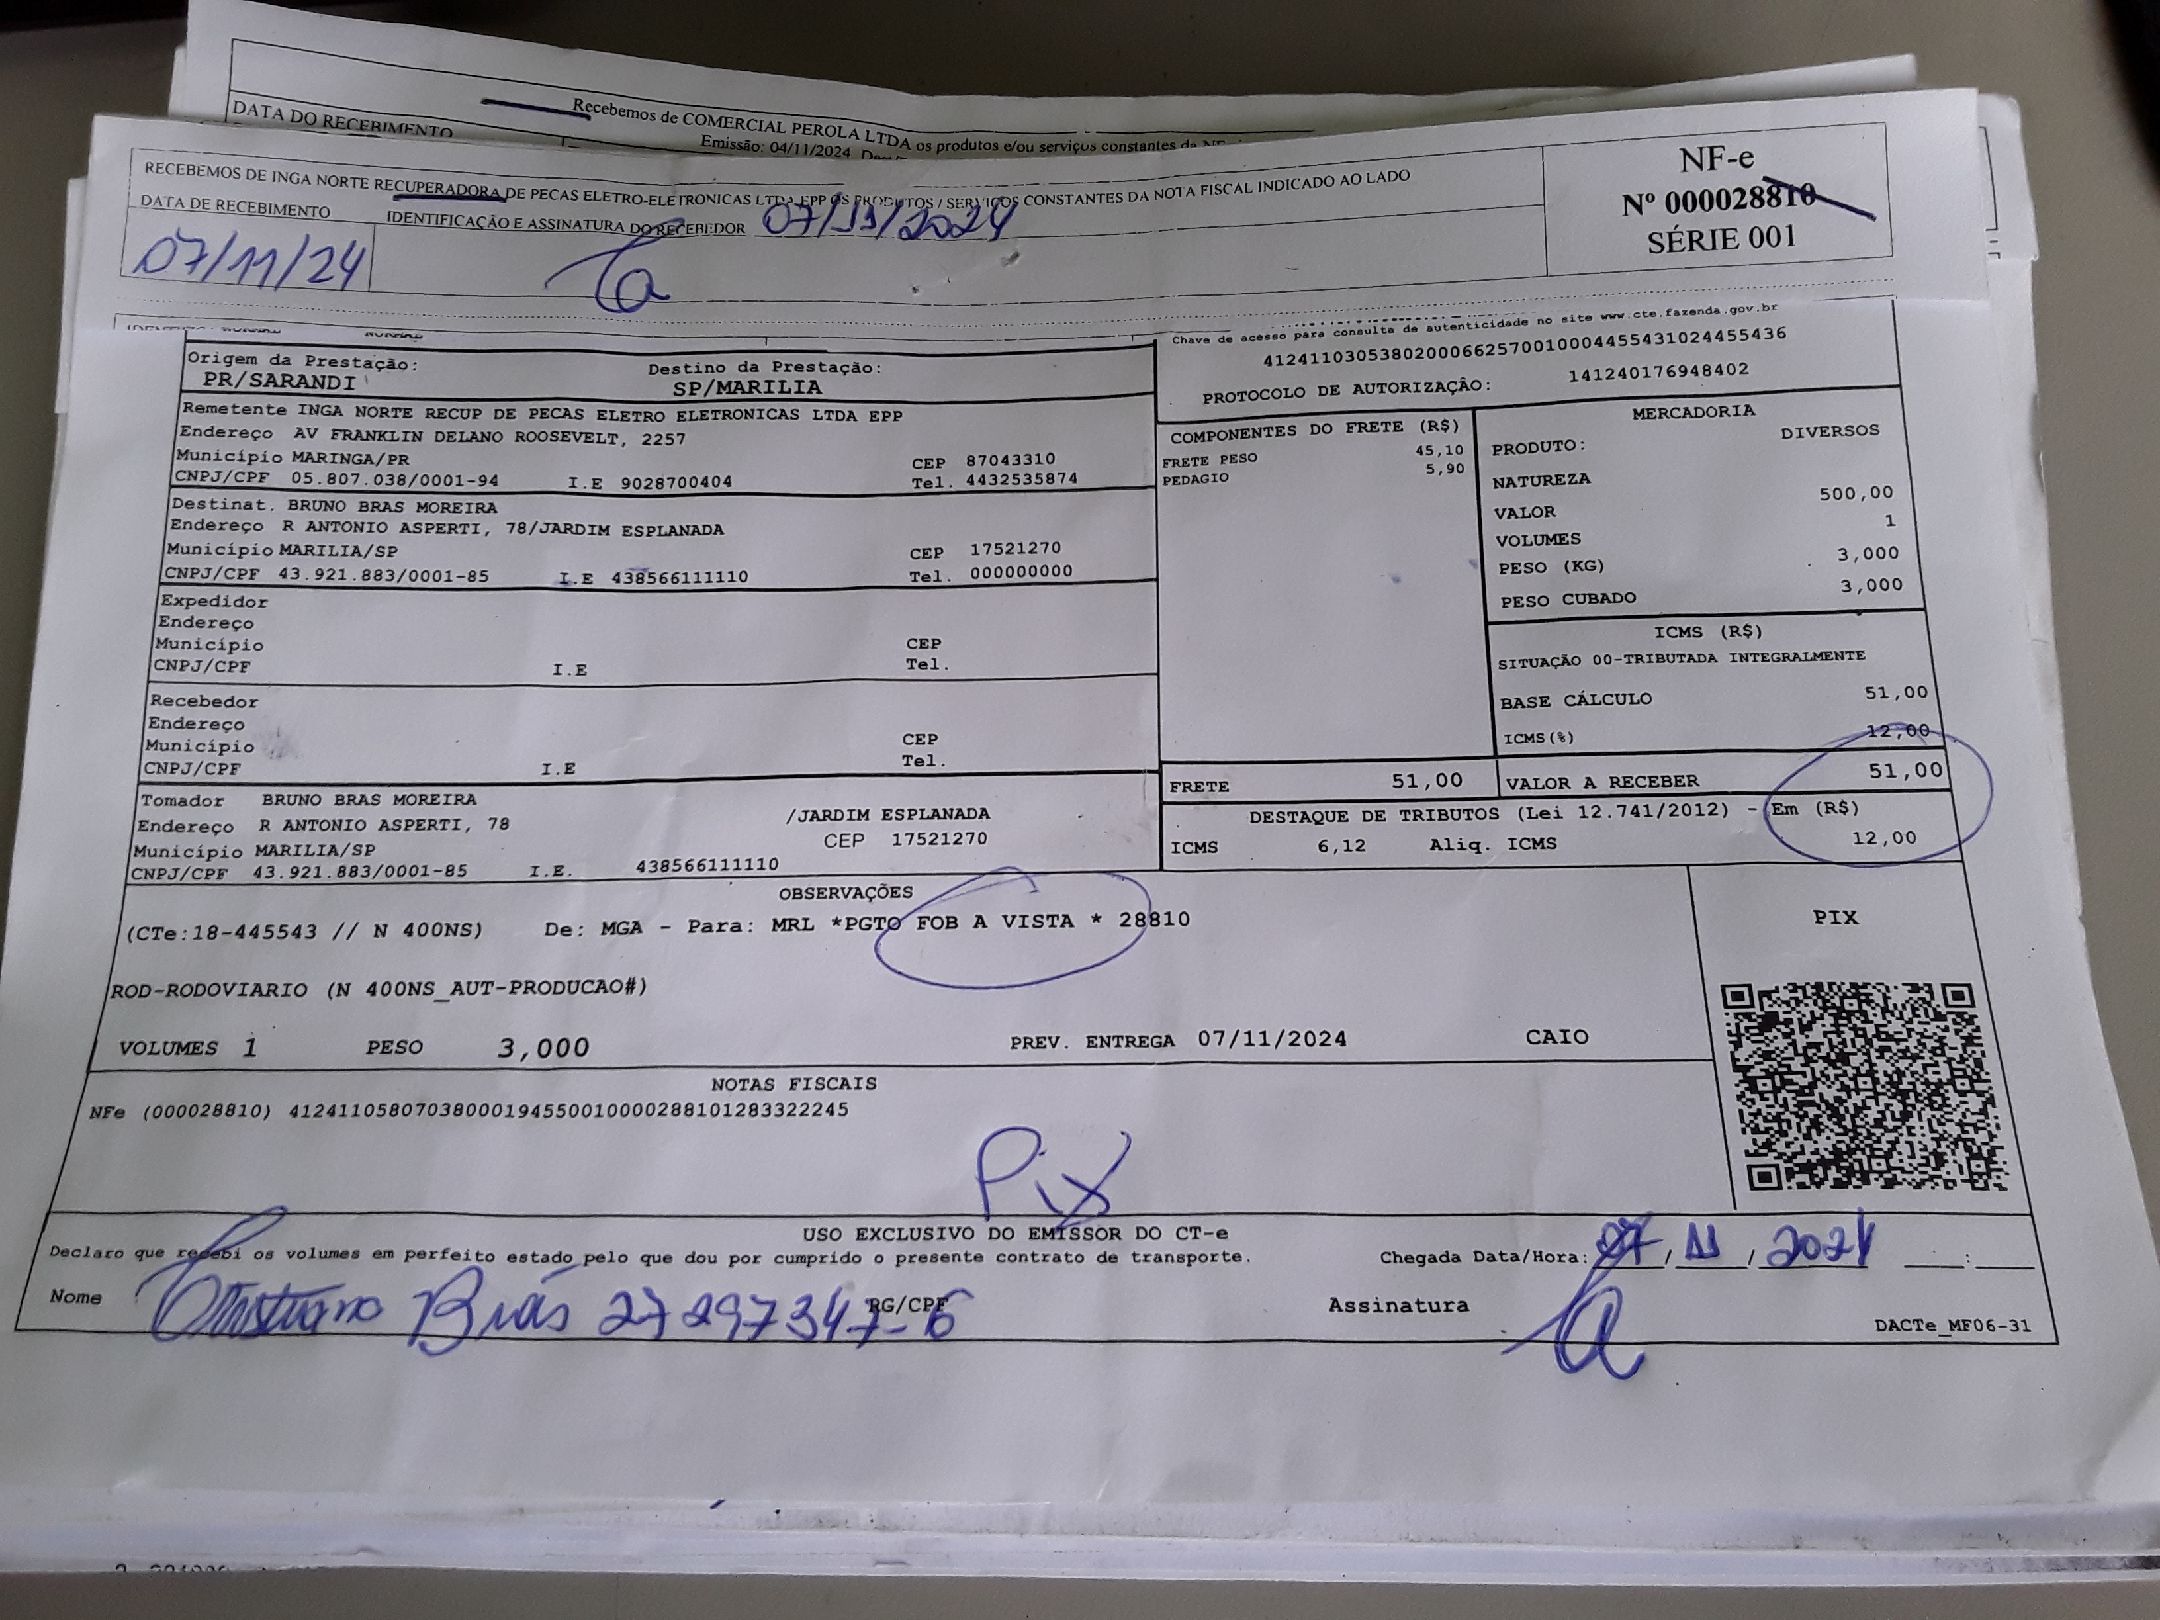 Recebemos de COMERCIAL PEROLA LTDA os produtos e/ou serviços constantes da
DATA DO RECEBIMENTO
Emissão: 04/11/2024
RECEBEMOS DE INGA NORTE RECUPERADORA DE PECAS ELETRO-ELETRONICAS LTDA EPP OS PRODUTOS / SERVIÇOS CONSTANTES DA NOTA FISCAL INDICADO AO LADO
NF-e
Nº 000028810
SÉRIE 001
DATA DE RECEBIMENTO
IDENTIFICAÇÃO E ASSINATURA DO RECEBEDOR
07/11/2024
07/11/24
Chave de acesso para consulta de autenticidade no site www.cte.fazenda.gov.br
41241103053802000662570010004455431024455436
PROTOCOLO DE AUTORIZAÇÂO: 141240176948402
Origem da Prestação:
PR/SARANDI
Destino da Prestação:
SP/MARILIA
Remetente INGA NORTE RECUP DE PECAS ELETRO ELETRONICAS LTDA EPP
Endereço AV FRANKLIN DELANO ROOSEVELT, 2257
Município MARINGA/PR CEP 87043310
CNPJ/CPF 05.807.038/0001-94 I.E 9028700404 Tel. 4432535874
Destinat. BRUNO BRAS MOREIRA
Endereço R ANTONIO ASPERTI, 78/JARDIM ESPLANADA
Município MARILIA/SP CEP 17521270
CNPJ/CPF 43.921.883/0001-85 I.E 438566111110 Tel. 000000000
Expedidor
Endereço
Município CEP
CNPJ/CPF I.E Tel.
Recebedor
Endereço
Município CEP
CNPJ/CPF I.E Tel.
Tomador BRUNO BRAS MOREIRA
Endereço R ANTONIO ASPERTI, 78 /JARDIM ESPLANADA
Município MARILIA/SP CEP 17521270
CNPJ/CPF 43.921.883/0001-85 I.E. 438566111110
COMPONENTES DO FRETE (R$)
FRETE PESO 45,10
PEDAGIO 5,90
MERCADORIA
PRODUTO: DIVERSOS
NATUREZA
VALOR 500,00
VOLUMES 1
PESO (KG) 3,000
PESO CUBADO 3,000
ICMS (R$)
SITUAÇÃO 00-TRIBUTADA INTEGRALMENTE
BASE CÁLCULO 51,00
ICMS(%) 12,00
FRETE 51,00
VALOR A RECEBER 51,00
DESTAQUE DE TRIBUTOS (Lei 12.741/2012) - Em (R$)
ICMS 6,12 Aliq. ICMS 12,00
OBSERVAÇÕES
(CTe:18-445543 // N 400NS) De: MGA - Para: MRL *PGTO FOB A VISTA * 28810
PIX
ROD-RODOVIARIO (N 400NS_AUT-PRODUCAO#)
VOLUMES 1 PESO 3,000 PREV. ENTREGA 07/11/2024 CAIO
NOTAS FISCAIS
NFe (000028810) 41241105807038000194550010000288101283322245
Pix
USO EXCLUSIVO DO EMISSOR DO CT-e
Declaro que recebi os volumes em perfeito estado pelo que dou por cumprido o presente contrato de transporte.
Chegada Data/Hora: 07/11/2024 __:__
Nome Cristiano Brás RG/CPF 27297347-6
Assinatura
DACTe_MF06-31